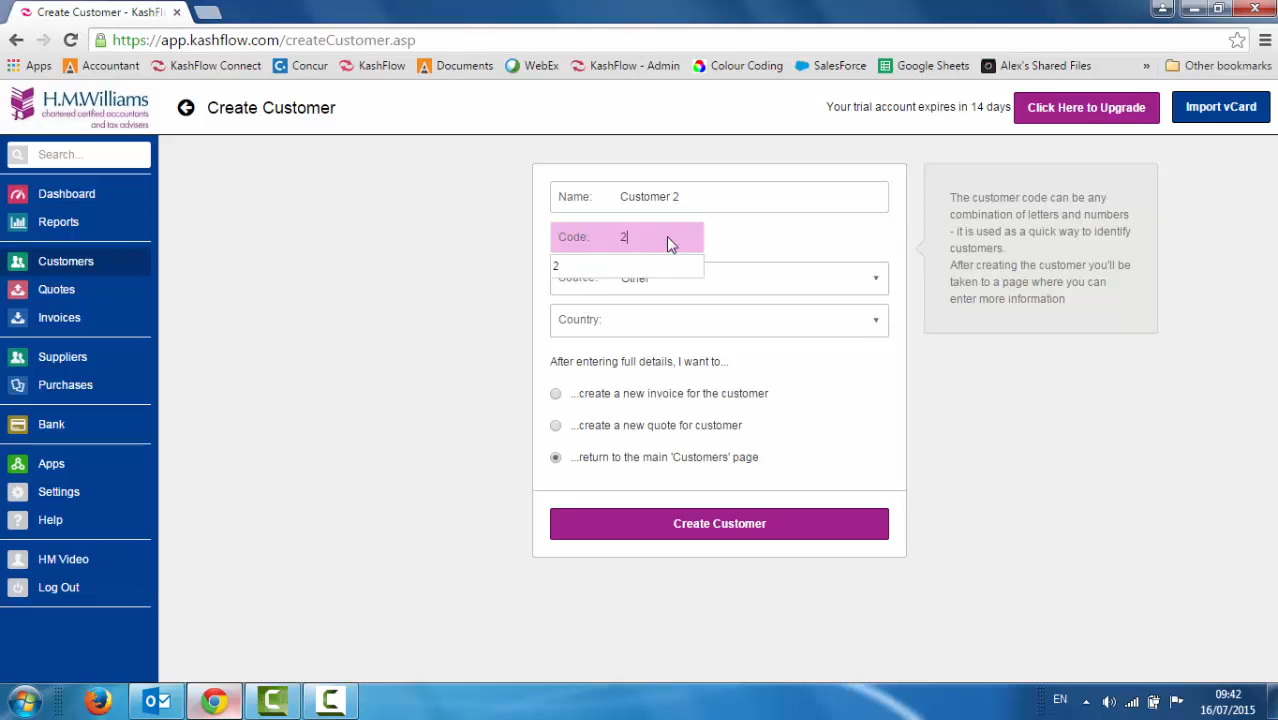 Create Customer - KashFl
https://app.kashflow.com/createCustomer.asp
Apps Accountant KashFlow Connect Concur KashFlow Documents WebEx KashFlow - Admin Colour Coding SalesForce Google Sheets Alex's Shared Files » Other bookmarks
H.M.Williams
chartered certified accountants
and tax advisers
Create Customer
Your trial account expires in 14 days
Click Here to Upgrade
Import vCard
Search...
Dashboard
Reports
Customers
Quotes
Invoices
Suppliers
Purchases
Bank
Apps
Settings
Help
HM Video
Log Out
Name: Customer 2
Code: 2
2
Source: Other
Country:
After entering full details, I want to...
...create a new invoice for the customer
...create a new quote for customer
...return to the main 'Customers' page
Create Customer
The customer code can be any
combination of letters and numbers
- it is used as a quick way to identify
customers.
After creating the customer you'll be
taken to a page where you can
enter more information
EN
09:42
16/07/2015